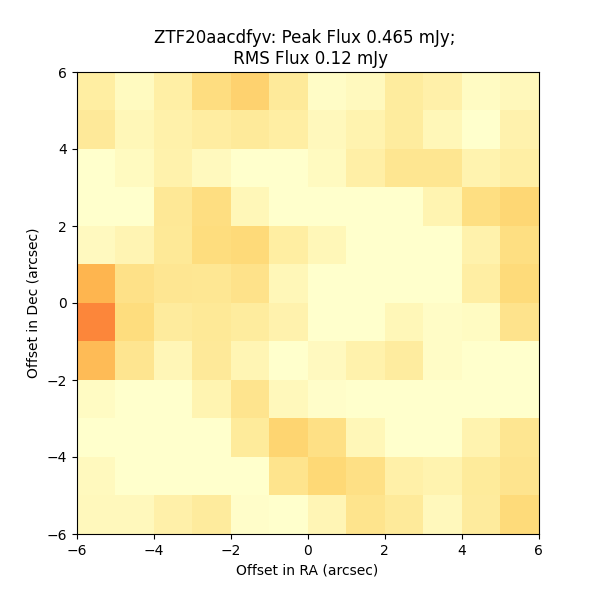 ZTF20aacdfyv: Peak Flux 0.465 mJy;
RMS Flux 0.12 mJy
6
4
2
0
−2
−4
−6
Offset in Dec (arcsec)
−6 −4 −2 0 2 4 6
Offset in RA (arcsec)